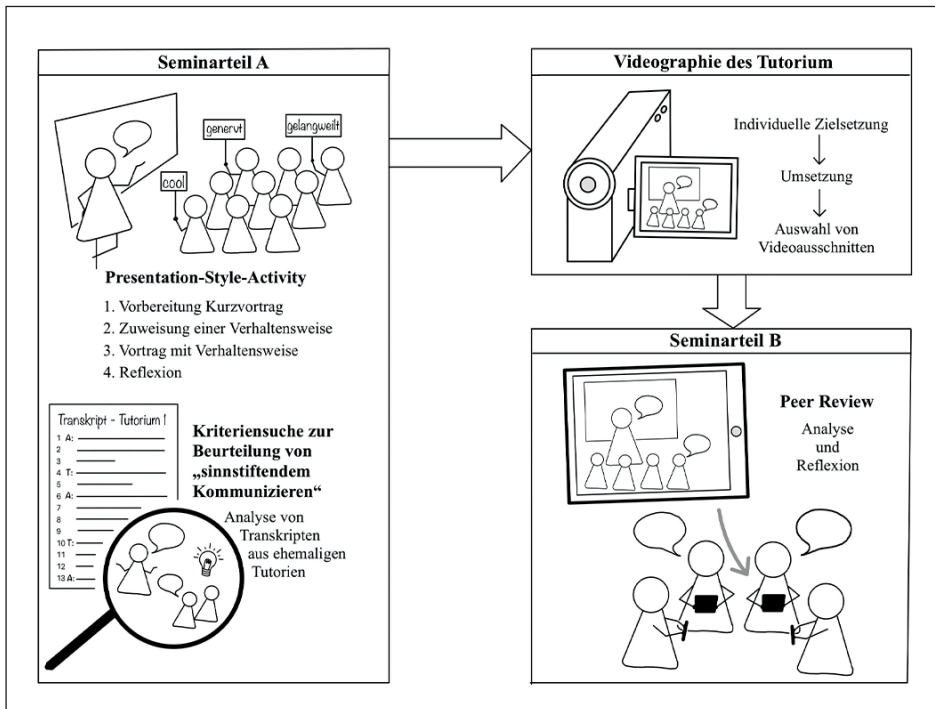 Seminarteil A
genervt
gelangweilt
cool
Presentation-Style-Activity
1. Vorbereitung Kurzvortrag
2. Zuweisung einer Verhaltensweise
3. Vortrag mit Verhaltensweise
4. Reflexion
Transkript - Tutorium 1
1 A:
2
3
4 T:
5
6 A:
7
8
9
10 T:
11
12
13 A:
Kriteriensuche zur
Beurteilung von
„sinnstiftendem
Kommunizieren“
Analyse von
Transkripten
aus ehemaligen
Tutorien
Videographie des Tutorium
Individuelle Zielsetzung
Umsetzung
Auswahl von
Videoausschnitten
Seminarteil B
Peer Review
Analyse
und
Reflexion